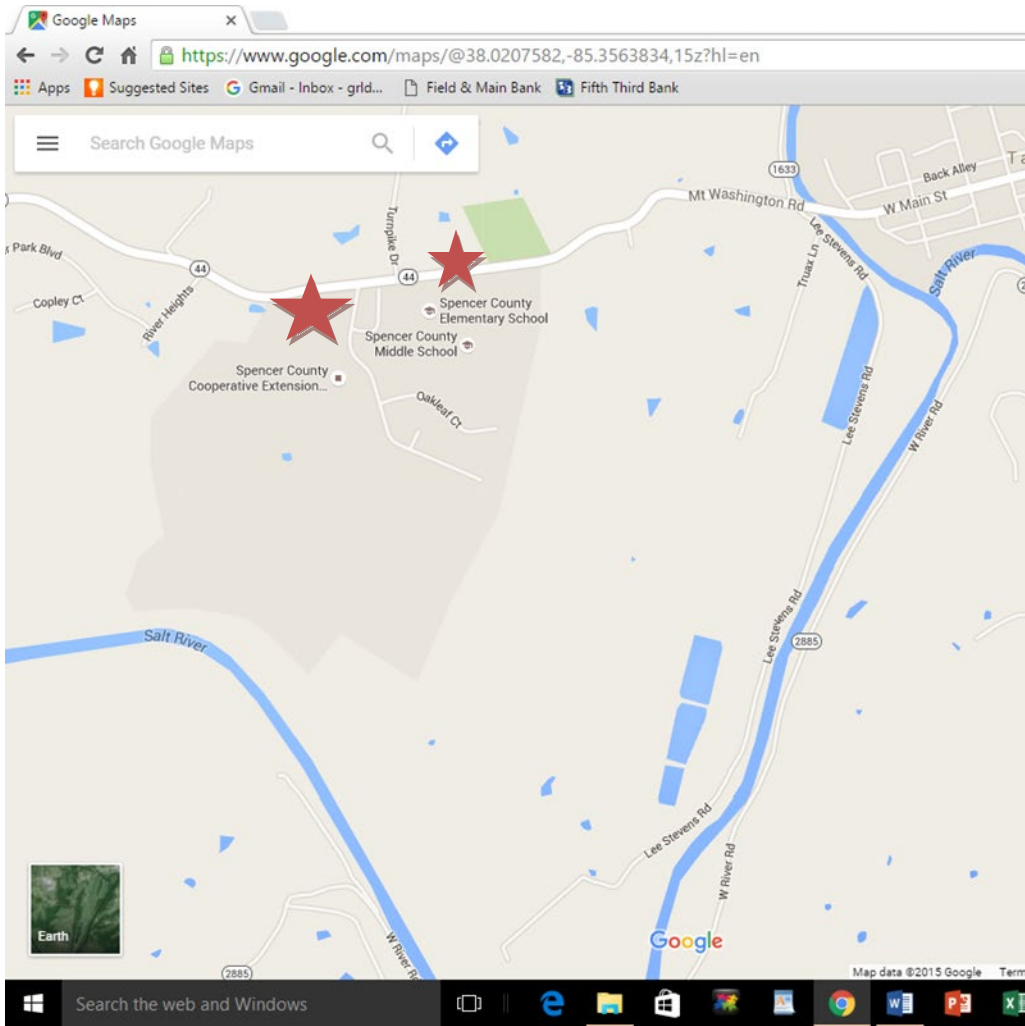 Google Maps
https://www.google.com/maps/@38.0207582,-85.3563834,15z?hl=en
Apps
Suggested Sites
Gmail - Inbox - grld...
Field & Main Bank
Fifth Third Bank
Search Google Maps
1633
Back Alley
W Main St
Mt Washington Rd
Turnpike Dr
Lee Stevens Rd
Truax Ln
Salt River
Park Blvd
44
44
Copley Ct
River Heights
Spencer County
Elementary School
Spencer County
Middle School
Spencer County
Cooperative Extension...
Oakleaf Ct
Lee Stevens Rd
W River Rd
Lee Stevens Rd
2885
Salt River
Lee Stevens Rd
W River Rd
W River Rd
2885
Earth
Google
Map data ©2015 Google
Search the web and Windows